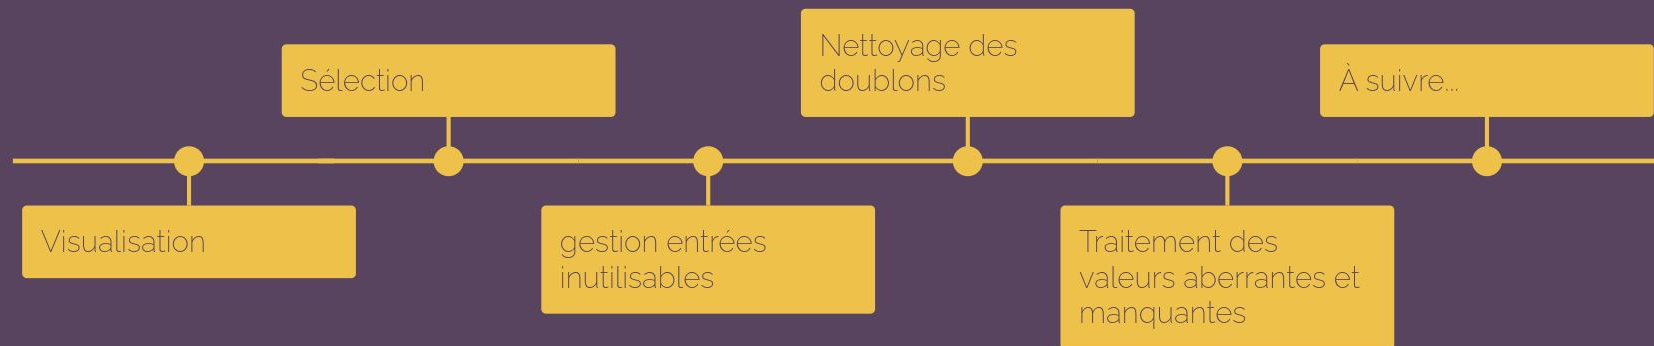 Visualisation
Sélection
gestion entrées
inutilisables
Nettoyage des
doublons
Traitement des
valeurs aberrantes et
manquantes
À suivre...